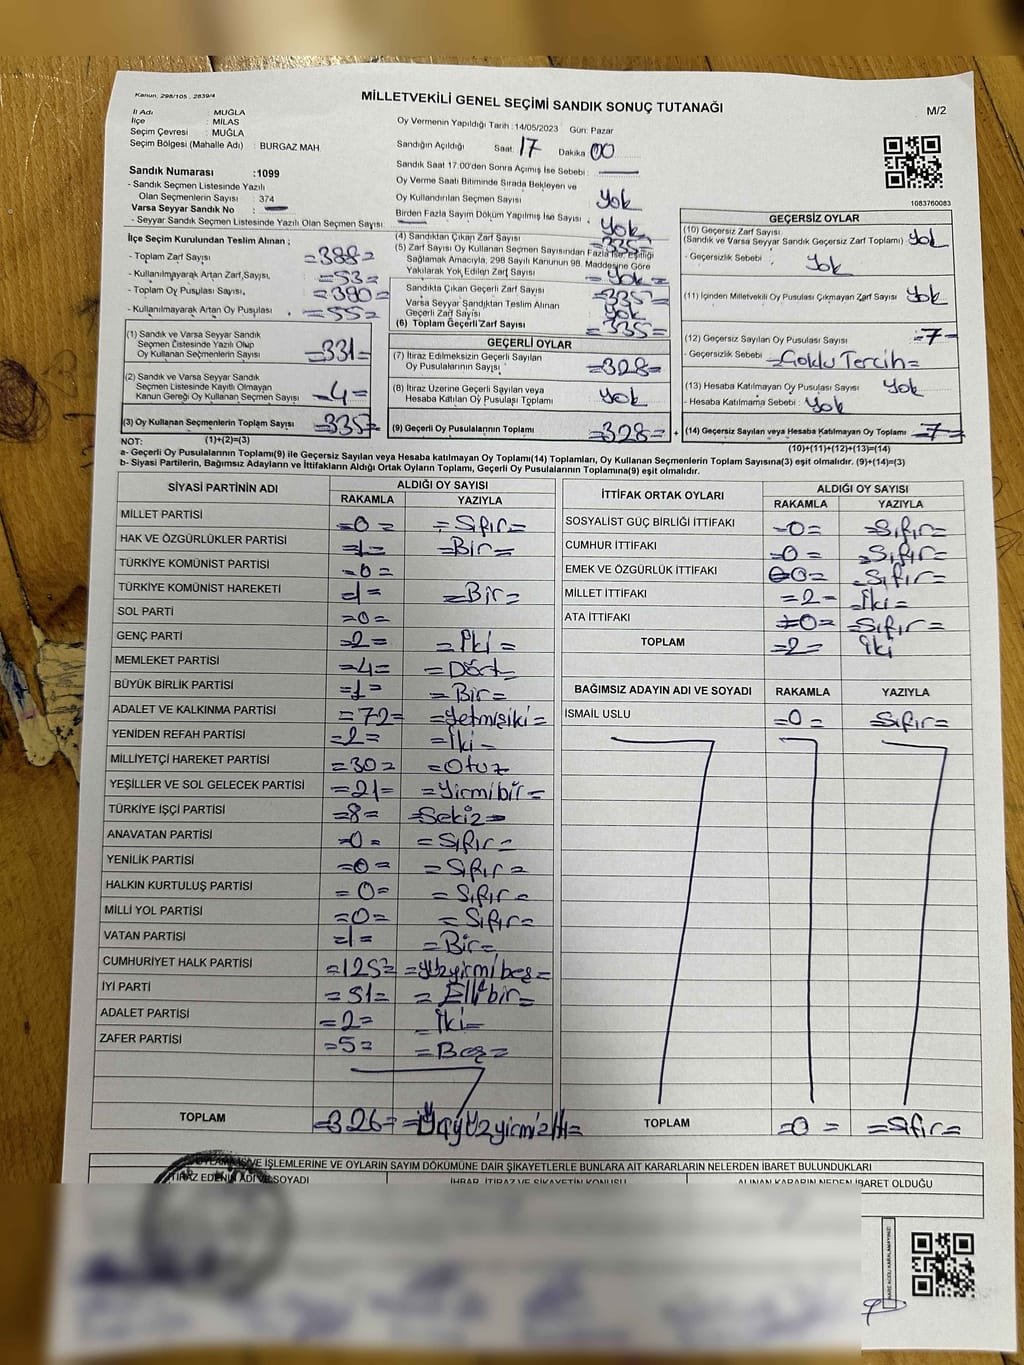 Kanun, 298/105 . 2839/4
MİLLETVEKİLİ GENEL SEÇİMİ SANDIK SONUÇ TUTANAĞI
M/2
İl Adı : MUĞLA
İlçe : MİLAS
Seçim Çevresi : MUĞLA
Seçim Bölgesi (Mahalle Adı) : BURGAZ MAH
Oy Vermenin Yapıldığı Tarih :14/05/2023 Gün: Pazar
Sandığın Açıldığı Saat: 17 Dakika 00
Sandık Saat 17:00'den Sonra Açımış İse Sebebi :
Oy Verme Saati Bitiminde Sırada Bekleyen ve
Oy Kullandırılan Seçmen Sayısı Yok
Birden Fazla Sayım Döküm Yapılmış İse Sayısı . Yok
1083760083
Sandık Numarası :1099
- Sandık Seçmen Listesinde Yazılı
Olan Seçmenlerin Sayısı : 374
Varsa Seyyar Sandık No :
- Seyyar Sandık Seçmen Listesinde Yazılı Olan Seçmen Sayısı
İlçe Seçim Kurulundan Teslim Alınan ;
- Toplam Zarf Sayısı =388=
- Kullanılmayarak Artan Zarf Sayısı, =53=
- Toplam Oy Pusulası Sayısı, =390=
- Kullanılmayarak Artan Oy Pusulası . =55=
(1) Sandık ve Varsa Seyyar Sandık
Seçmen Listesinde Yazılı Olup
Oy Kullanan Seçmenlerin Sayısı =331=
(2) Sandık ve Varsa Seyyar Sandık
Seçmen Listesinde Kayıtlı Olmayan
Kanun Gereği Oy Kullanan Seçmen Sayısı =4=
(3) Oy Kullanan Seçmenlerin Toplam Sayısı =335=
(1)+(2)=(3)
(4) Sandıktan Çıkan Zarf Sayısı =335=
(5) Zarf Sayısı Oy Kullanan Seçmen Sayısından Fazla İse, Eşitliği
Sağlamak Amacıyla, 298 Sayılı Kanunun 98. Maddesine Göre
Yakılarak Yok Edilen Zarf Sayısı =Yok=
Sandıkta Çıkan Geçerli Zarf Sayısı =335=
Varsa Seyyar Sandıktan Teslim Alınan
Geçerli Zarf Sayısı Yok
(6) Toplam Geçerli Zarf Sayısı =335=
GEÇERLİ OYLAR
(7) İtiraz Edilmeksizin Geçerli Sayılan
Oy Pusulalarının Sayısı =328=
(8) İtiraz Üzerine Geçerli Sayılan veya
Hesaba Katılan Oy Pusulası Toplamı Yok
(9) Geçerli Oy Pusulalarının Toplamı =328= +
GEÇERSİZ OYLAR
(10) Geçersiz Zarf Sayısı
(Sandık ve Varsa Seyyar Sandık Geçersiz Zarf Toplamı) Yok
- Geçersizlik Sebebi : Yok
(11) İçinden Milletvekili Oy Pusulası Çıkmayan Zarf Sayısı Yok
(12) Geçersiz Sayılan Oy Pusulası Sayısı =7=
- Geçersizlik Sebebi Çoklu Tercih=
(13) Hesaba Katılmayan Oy Pusulası Sayısı Yok
- Hesaba Katılmama Sebebi : Yok
(14) Geçersiz Sayılan veya Hesaba Katılmayan Oy Toplamı =7=
(10)+(11)+(12)+(13)=(14)
NOT:
a- Geçerli Oy Pusulalarının Toplamı(9) ile Geçersiz Sayılan veya Hesaba Katılmayan Oy Toplamı(14) Toplamları, Oy Kullanan Seçmenlerin Toplam Sayısına(3) eşit olmalıdır. (9)+(14)=(3)
b- Siyasi Partilerin, Bağımsız Adayların ve İttifakların Aldığı Ortak Oyların Toplamı, Geçerli Oy Pusulalarının Toplamına(9) eşit olmalıdır.
SİYASİ PARTİNİN ADI ALDIĞI OY SAYISI
RAKAMLA YAZIYLA
MİLLET PARTİSİ =0= =Sıfır=
HAK VE ÖZGÜRLÜKLER PARTİSİ =1= =Bir=
TÜRKİYE KOMÜNİST PARTİSİ =0=
TÜRKİYE KOMÜNİST HAREKETİ =1= =Bir=
SOL PARTİ =0=
GENÇ PARTİ =2= =İki=
MEMLEKET PARTİSİ =4= =Dört=
BÜYÜK BİRLİK PARTİSİ =1= =Bir=
ADALET VE KALKINMA PARTİSİ =72= =Yetmişiki=
YENİDEN REFAH PARTİSİ =2= =İki=
MİLLİYETÇİ HAREKET PARTİSİ =30= =Otuz
YEŞİLLER VE SOL GELECEK PARTİSİ =21= =Yirmibir=
TÜRKİYE İŞÇİ PARTİSİ =8= =Sekiz=
ANAVATAN PARTİSİ =0= =Sıfır=
YENİLİK PARTİSİ =0= =Sıfır=
HALKIN KURTULUŞ PARTİSİ =0= =Sıfır=
MİLLİ YOL PARTİSİ =0= =Sıfır=
VATAN PARTİSİ =1= =Bir=
CUMHURİYET HALK PARTİSİ =125= =yüzyirmibeş=
İYİ PARTİ =51= =Ellibir=
ADALET PARTİSİ =2= =İki=
ZAFER PARTİSİ =5= =Beş=
TOPLAM =326=
İTTİFAK ORTAK OYLARI ALDIĞI OY SAYISI
RAKAMLA YAZIYLA
SOSYALİST GÜÇ BİRLİĞİ İTTİFAKI =0= =Sıfır=
CUMHUR İTTİFAKI =0= =Sıfır=
EMEK VE ÖZGÜRLÜK İTTİFAKI =0= =Sıfır=
MİLLET İTTİFAKI =2= =İki=
ATA İTTİFAKI =0= =Sıfır=
TOPLAM =2= İki
BAĞIMSIZ ADAYIN ADI VE SOYADI RAKAMLA YAZIYLA
İSMAİL USLU =0= Sıfır=
TOPLAM =0= =Sıfır=
VE İŞLEMLERİNE VE OYLARIN SAYIM DÖKÜMÜNE DAİR ŞİKAYETLERLE BUNLARA AİT KARARLARIN NELERDEN İBARET BULUNDUKLARI
İTİRAZ EDENİN ADI VE SOYADI İHBAR, İTİRAZ VE ŞİKAYETİN KONUSU ALINAN KARARIN NEDEN İBARET OLDUĞU